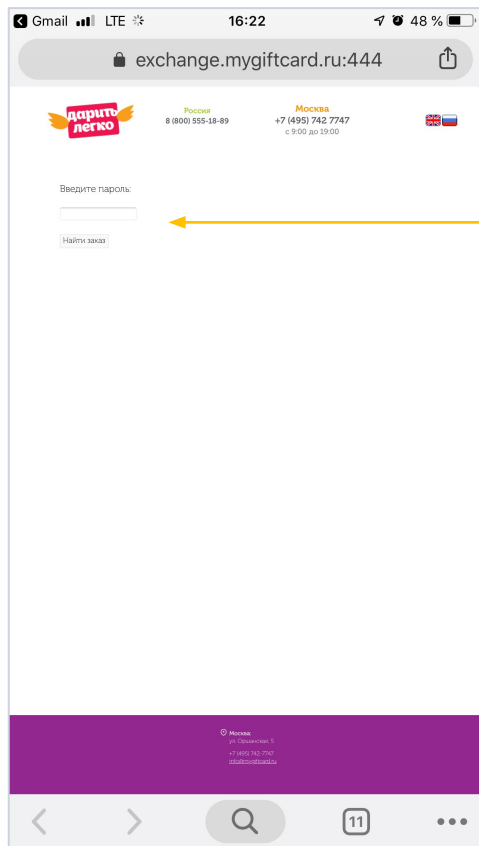 Gmail LTE 16:22 48 %
exchange.mygiftcard.ru:444
дарить
легко
Россия
8 (800) 555-18-89
Москва
+7 (495) 742 7747
с 9:00 до 19:00
Введите пароль:
Найти заказ
Москва
ул. Оршанская, 5
+7 (495) 742-7747
info@mygiftcard.ru
11